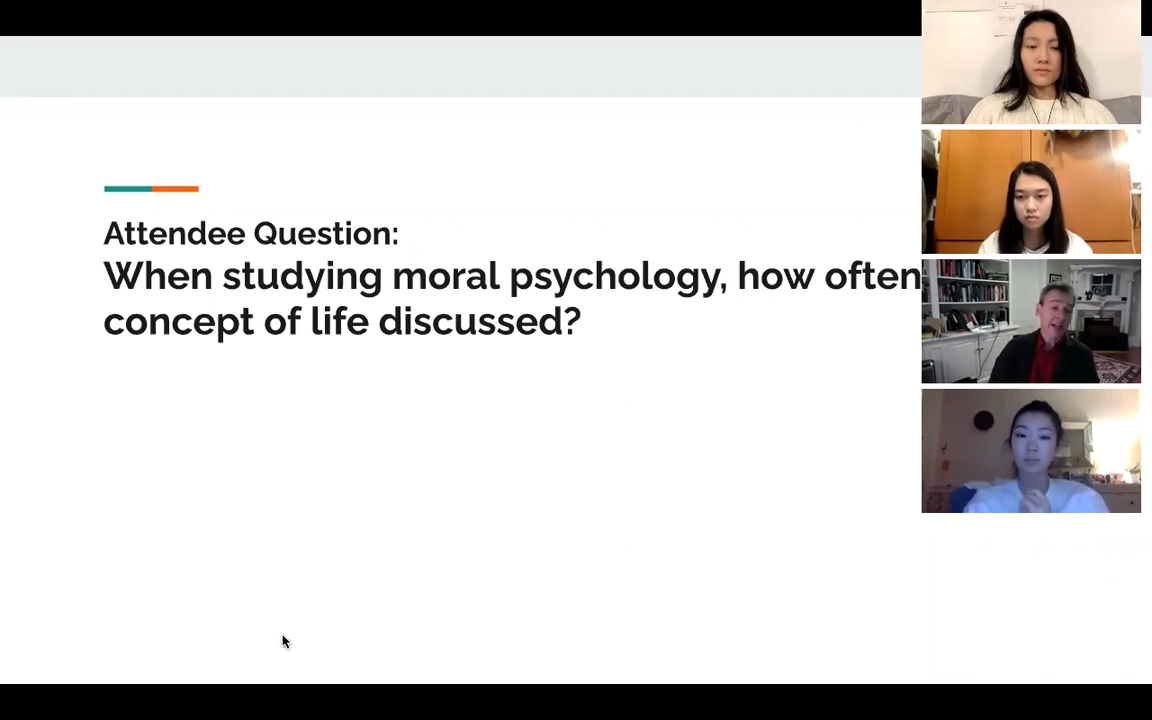 Attendee Question:
When studying moral psychology, how often
concept of life discussed?